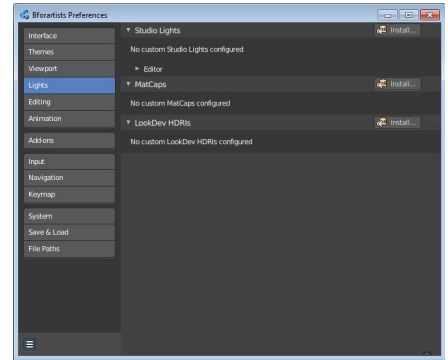 Bforartists Preferences
Interface
Themes
Viewport
Lights
Editing
Animation
Add-ons
Input
Navigation
Keymap
System
Save & Load
File Paths
Studio Lights
Install...
No custom Studio Lights configured
Editor
MatCaps
Install...
No custom MatCaps configured
LookDev HDRIs
Install...
No custom LookDev HDRIs configured